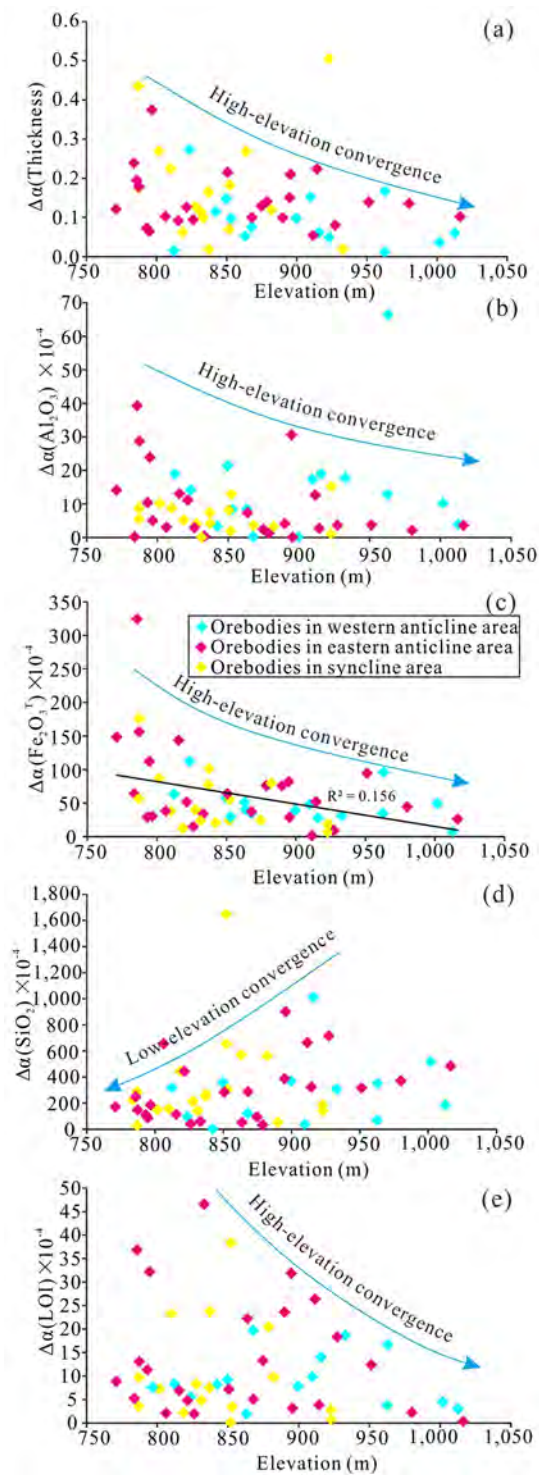 (a)
Δα(Thickness)
0.6
0.5
0.4
0.3
0.2
0.1
0.0
High-elevation convergence
750 800 850 900 950 1,000 1,050
Elevation (m)
(b)
Δα(Al₂O₃) ×10⁻⁴
70
60
50
40
30
20
10
0
High-elevation convergence
750 800 850 900 950 1,000 1,050
Elevation (m)
(c)
Δα(Fe₂O₃ᵀ)×10⁻⁴
350
300
250
200
150
100
50
0
Orebodies in western anticline area
Orebodies in eastern anticline area
Orebodies in syncline area
High-elevation convergence
R² = 0.156
750 800 850 900 950 1,000 1,050
Elevation (m)
(d)
Δα(SiO₂) ×10⁻⁴
1,800
1,600
1,400
1,200
1,000
800
600
400
200
0
Low-elevation convergence
750 800 850 900 950 1,000 1,050
Elevation (m)
(e)
Δα(LOI) ×10⁻⁴
50
45
40
35
30
25
20
15
10
5
0
High-elevation convergence
750 800 850 900 950 1,000 1,050
Elevation (m)